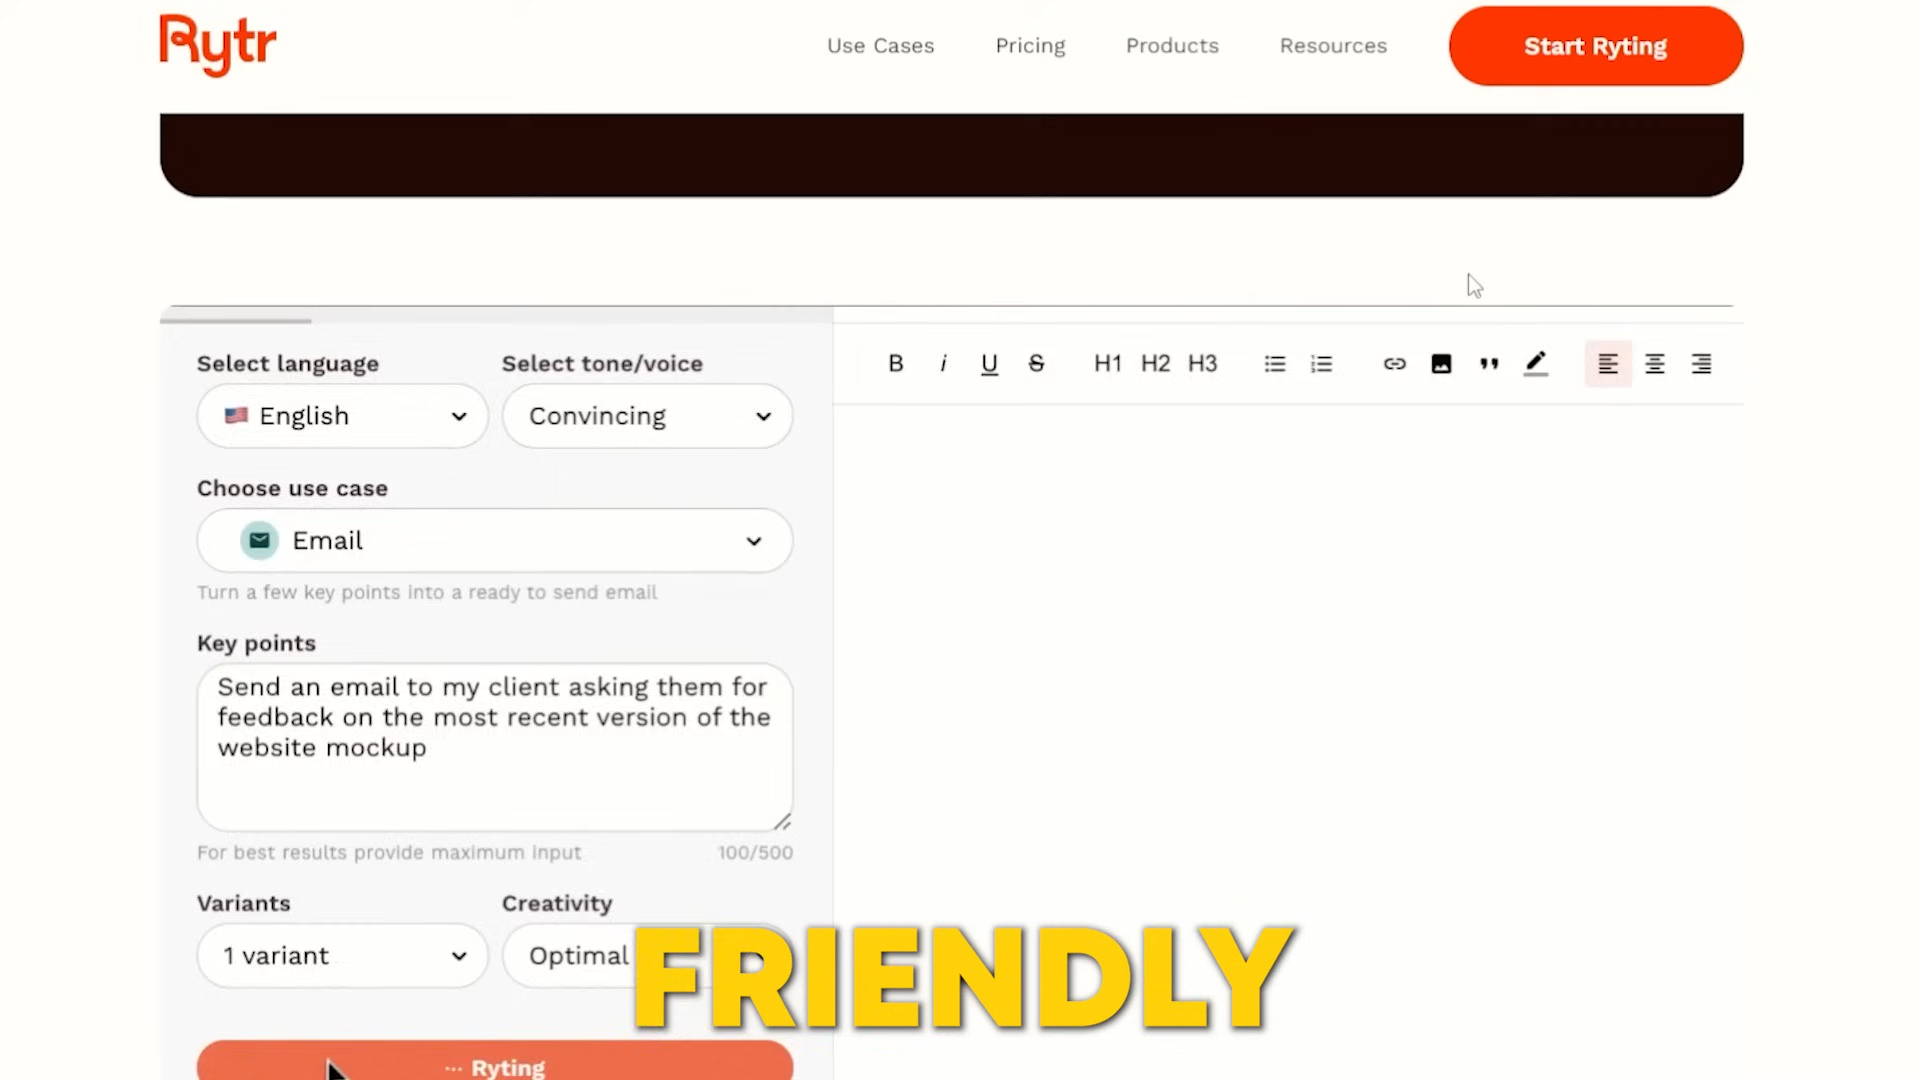 Rytr
Use Cases
Pricing
Products
Resources
Start Ryting
Select language
Select tone/voice
English
Convincing
B i U S H1 H2 H3
Choose use case
Email
Turn a few key points into a ready to send email
Key points
Send an email to my client asking them for
feedback on the most recent version of the
website mockup
For best results provide maximum input
100/500
Variants
Creativity
1 variant
Optimal
FRIENDLY
··· Ryting